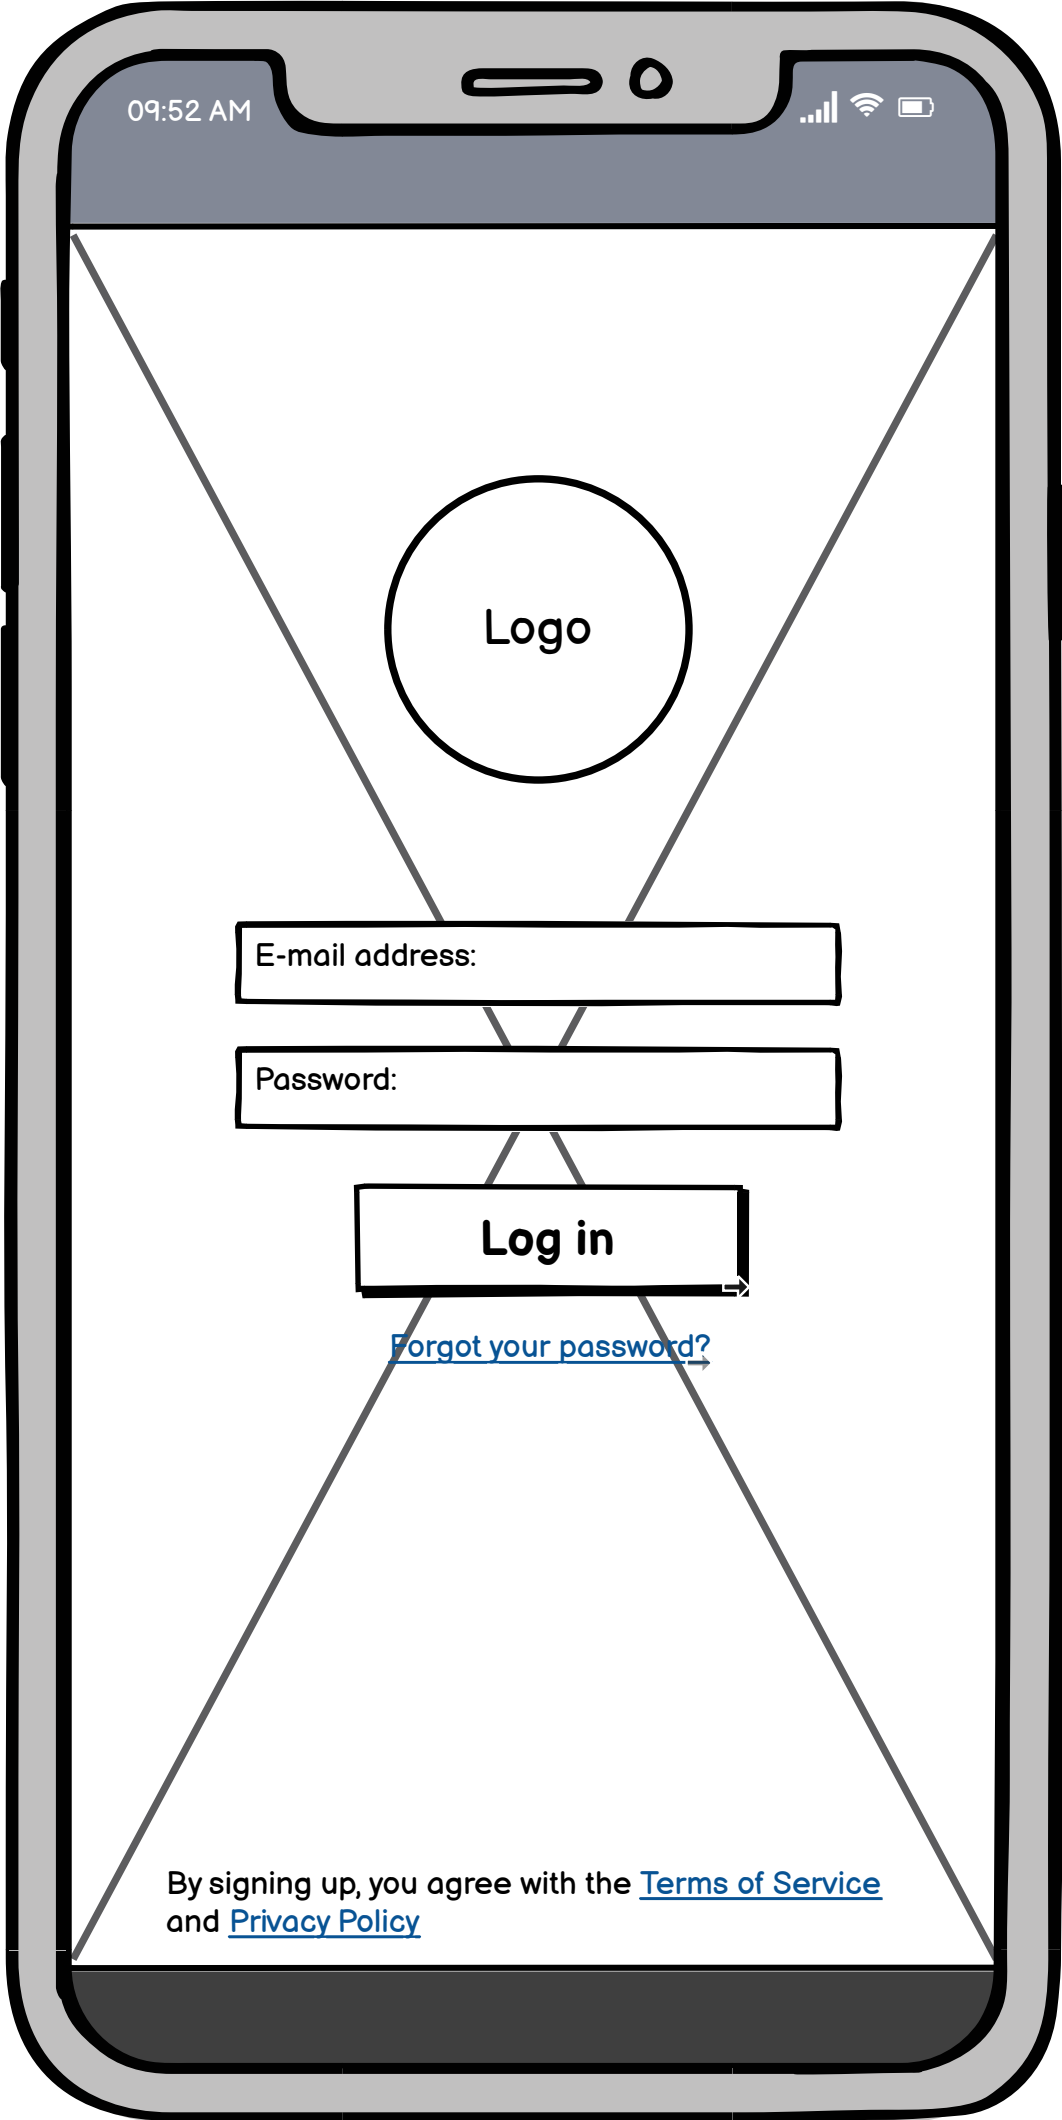 09:52 AM
Logo
E-mail address:
Password:
Log in
Forgot your password?
By signing up, you agree with the Terms of Service
and Privacy Policy